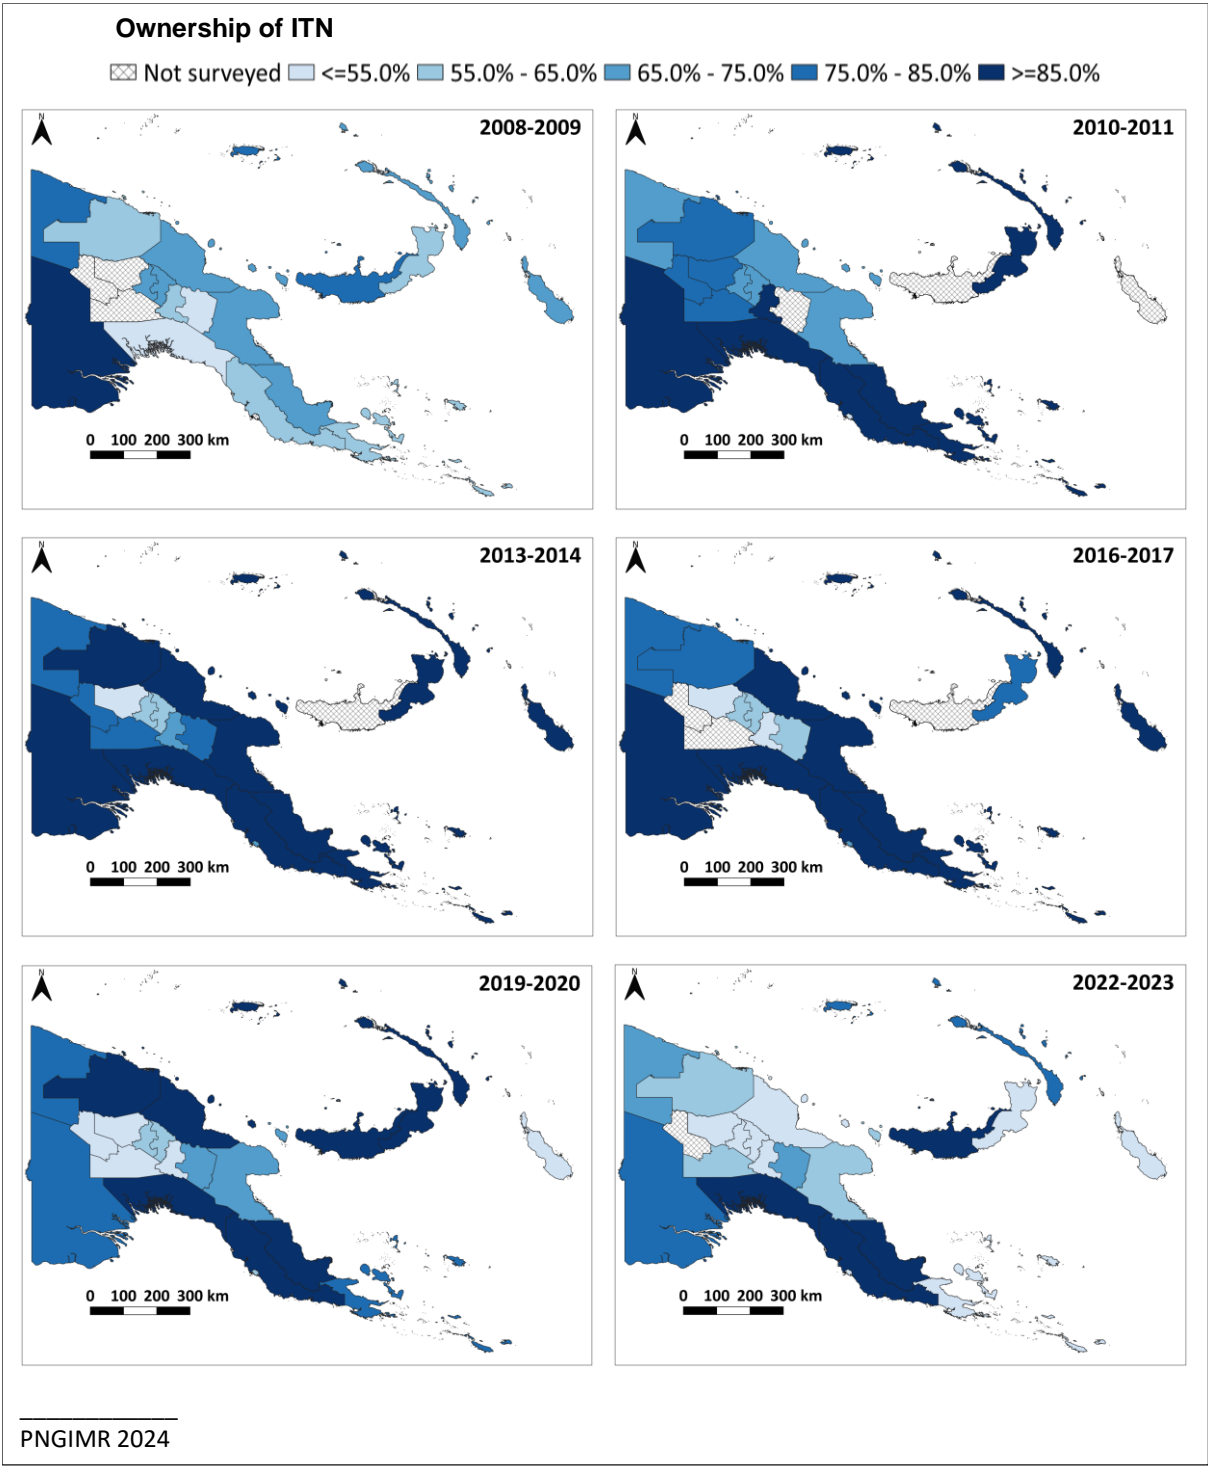 Ownership of ITN
Not surveyed <=55.0% 55.0% - 65.0% 65.0% - 75.0% 75.0% - 85.0% >=85.0%
N
2008-2009
0 100 200 300 km
N
2010-2011
0 100 200 300 km
N
2013-2014
0 100 200 300 km
N
2016-2017
0 100 200 300 km
N
2019-2020
0 100 200 300 km
N
2022-2023
0 100 200 300 km
PNGIMR 2024